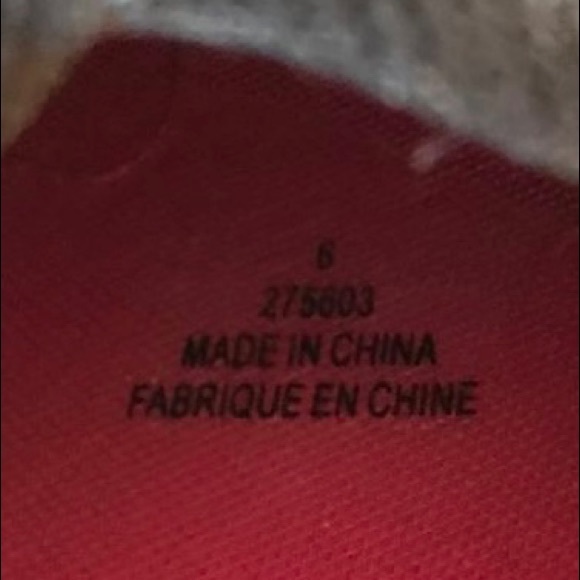 6
275603
MADE IN CHINA
FABRIQUE EN CHINE